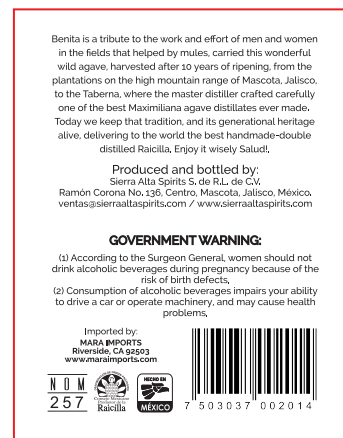 Benita is a tribute to the work and effort of men and women
in the fields that helped by mules, carried this wonderful
wild agave, harvested after 10 years of ripening, from the
plantations on the high mountain range of Mascota, Jalisco,
to the Taberna, where the master distiller crafted carefully
one of the best Maximiliana agave distillates ever made.
Today we keep that tradition, and its generational heritage
alive, delivering to the world the best handmade-double
distilled Raicilla. Enjoy it wisely Salud!.
Produced and bottled by:
Sierra Alta Spirits S. de R.L. de C.V.
Ramón Corona No. 136, Centro, Mascota, Jalisco, México.
ventas@sierraaltaspirits.com / www.sierraaltaspirits.com
GOVERNMENT WARNING:
(1) According to the Surgeon General, women should not
drink alcoholic beverages during pregnancy because of the
risk of birth defects.
(2) Consumption of alcoholic beverages impairs your ability
to drive a car or operate machinery, and may cause health
problems.
Imported by:
MARA IMPORTS
Riverside, CA 92503
www.maraimports.com
NOM
257
Consejo Mexicano
Promotor de la
Raicilla
HECHO EN
MÉXICO
7 503037 002014